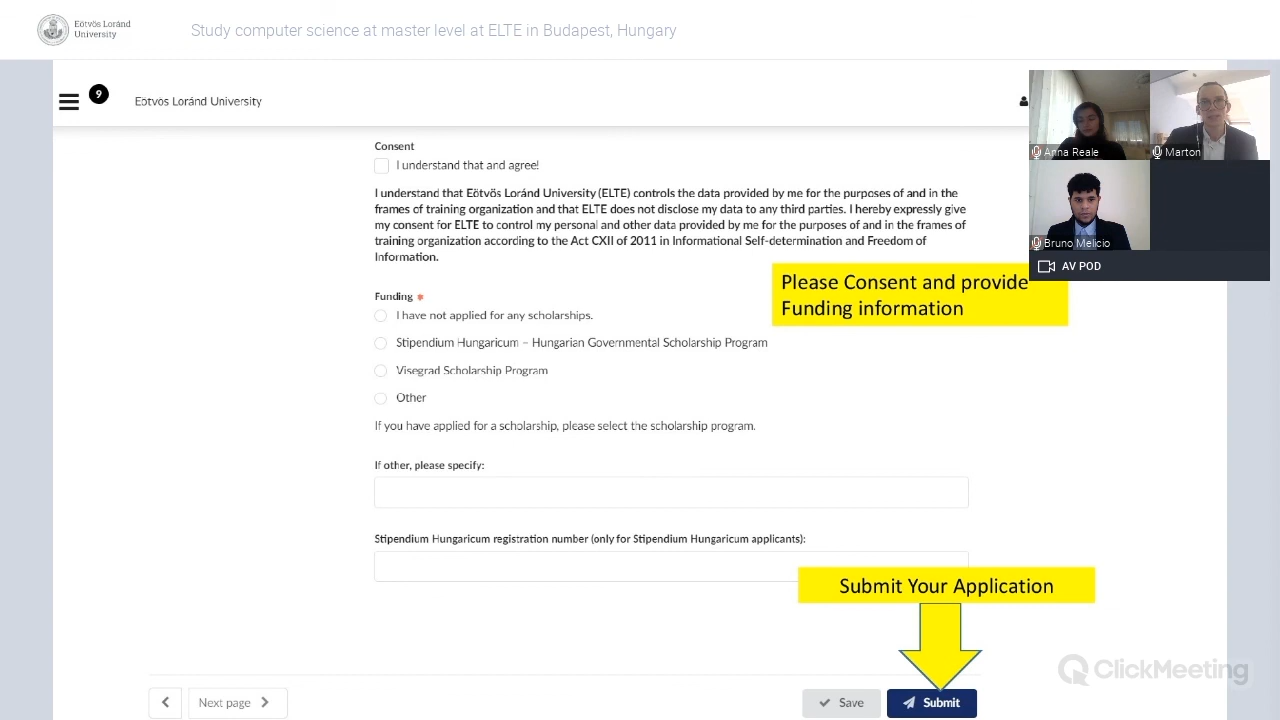 Eötvös Loránd
University
Study computer science at master level at ELTE in Budapest, Hungary
9
Eötvös Loránd University
Anna Reale
Marton
Bruno Melicio
AV POD
Consent
I understand that and agree!
I understand that Eötvös Loránd University (ELTE) controls the data provided by me for the purposes of and in the
frames of training organization and that ELTE does not disclose my data to any third parties. I hereby expressly give
my consent for ELTE to control my personal and other data provided by me for the purposes of and in the frames of
training organization according to the Act CXII of 2011 in Informational Self-determination and Freedom of
Information.
Please Consent and provide
Funding information
Funding *
I have not applied for any scholarships.
Stipendium Hungaricum – Hungarian Governmental Scholarship Program
Visegrad Scholarship Program
Other
If you have applied for a scholarship, please select the scholarship program.
If other, please specify:
Stipendium Hungaricum registration number (only for Stipendium Hungaricum applicants):
Submit Your Application
ClickMeeting
Next page
Save
Submit